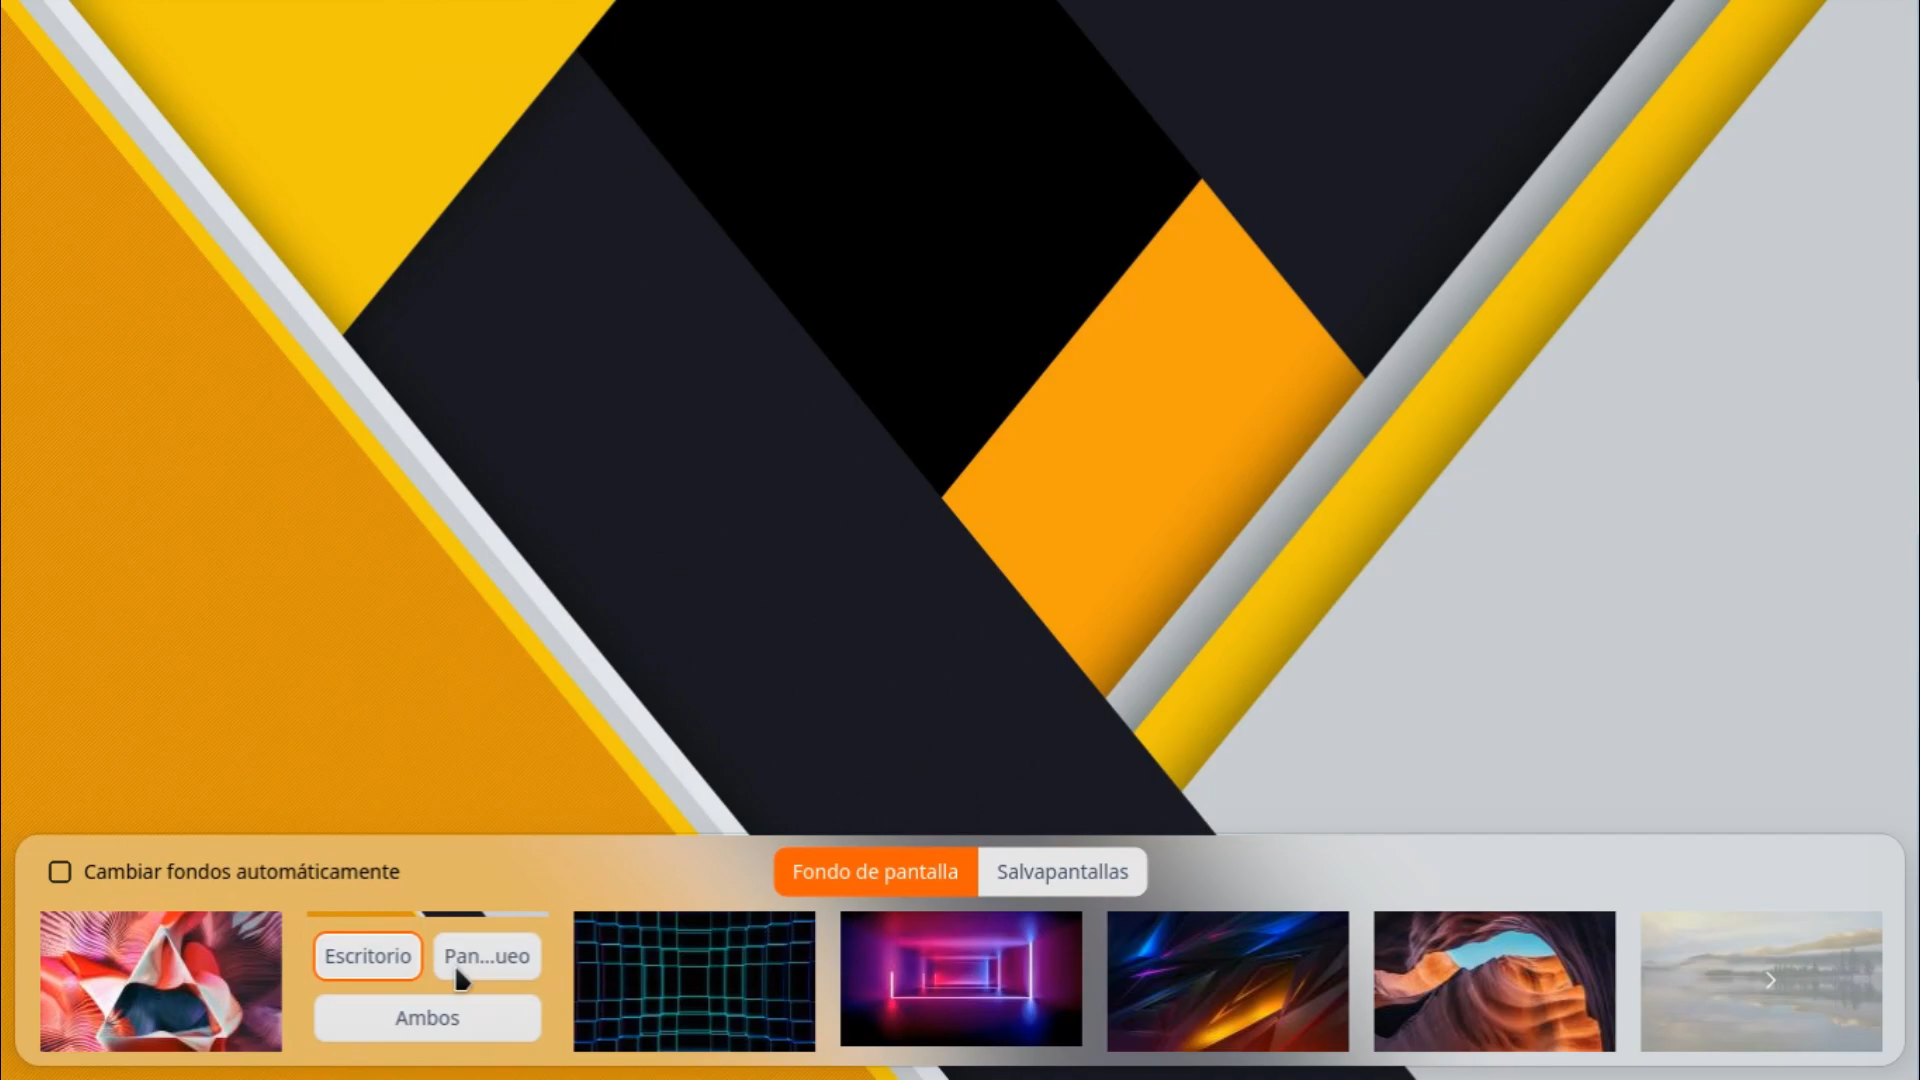 Cambiar fondos automáticamente
Fondo de pantalla
Salvapantallas
Escritorio
Pan...ueo
Ambos